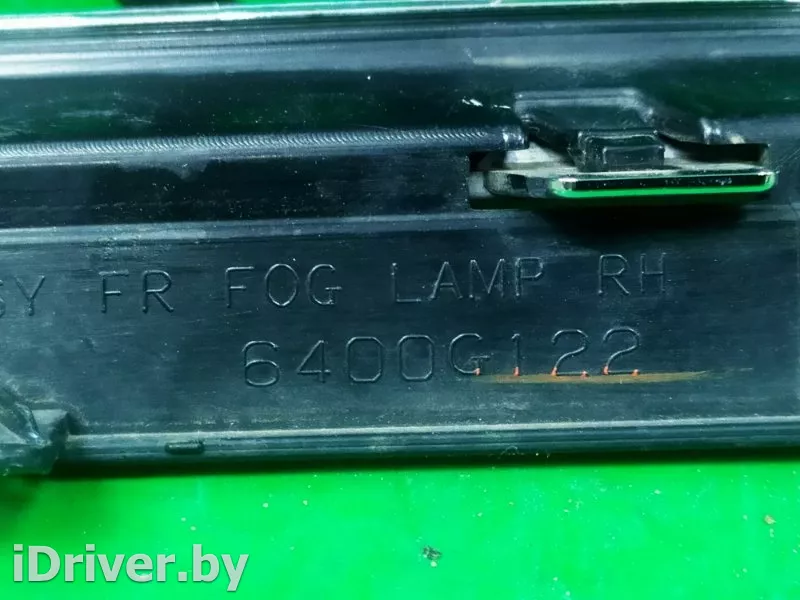 SY FR FOG LAMP RH
6400G122
iDriver.by